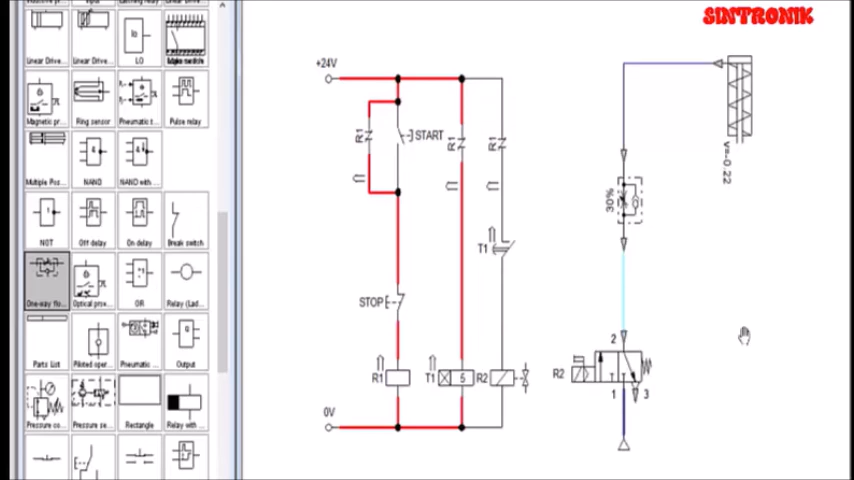 SINTRONIK
Linear Drive...
Linear Drive...
LO
Magnetic pr...
Ring sensor
Pneumatic s...
Pulse relay
Multiple Pos...
NAND
NAND with ...
NOT
Off delay
On delay
Break switch
One-way flo...
Optical prox...
OR
Relay (Lad...
Parts List
Piloted oper...
Pneumatic ...
Output
Pressure co...
Pressure se...
Rectangle
Relay with ...
+24V
R1
START
R1
R1
T1
STOP
R1
T1
5
R2
0V
v=-0.22
30%
2
R2
1
3